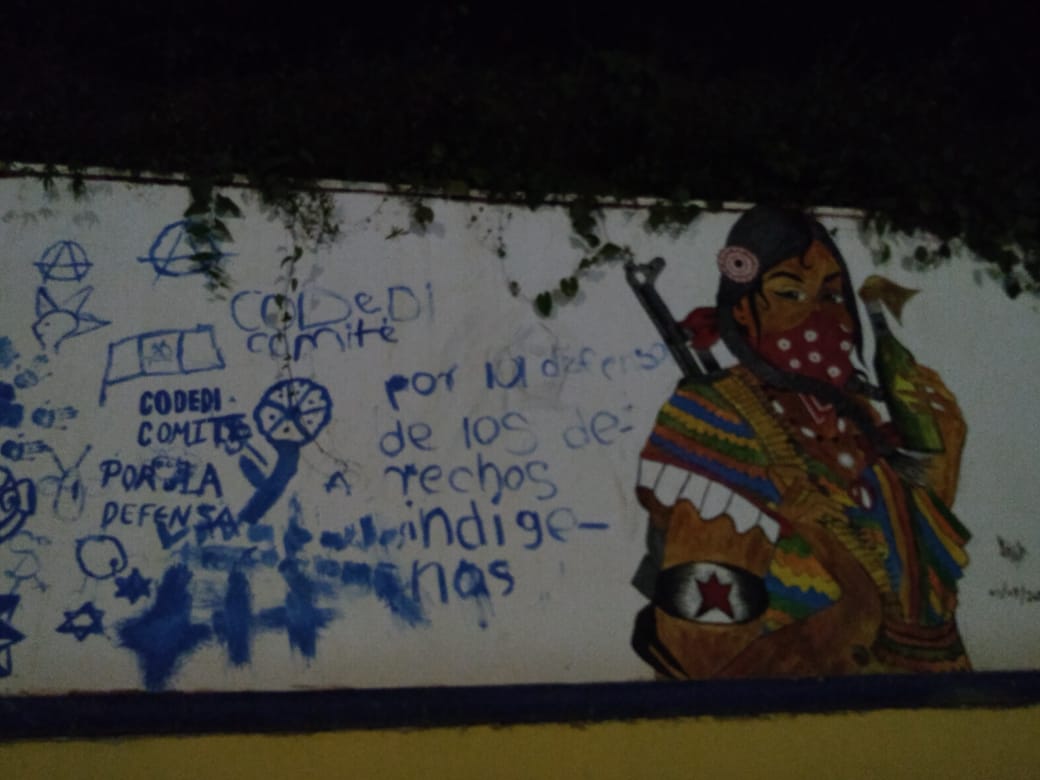 CODEDI
comité
por la defensa
de los de-
rechos
indige-
nas
CODEDI
COMITE
POR LA
DEFENSA